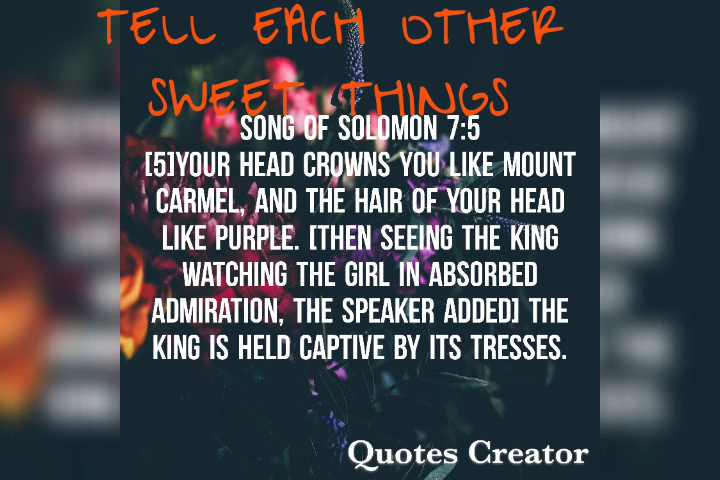 TELL EACH OTHER
SWEET THINGS
SONG OF SOLOMON 7:5
[5]YOUR HEAD CROWNS YOU LIKE MOUNT
CARMEL, AND THE HAIR OF YOUR HEAD
LIKE PURPLE. [THEN SEEING THE KING
WATCHING THE GIRL IN ABSORBED
ADMIRATION, THE SPEAKER ADDED] THE
KING IS HELD CAPTIVE BY ITS TRESSES.
Quotes Creator